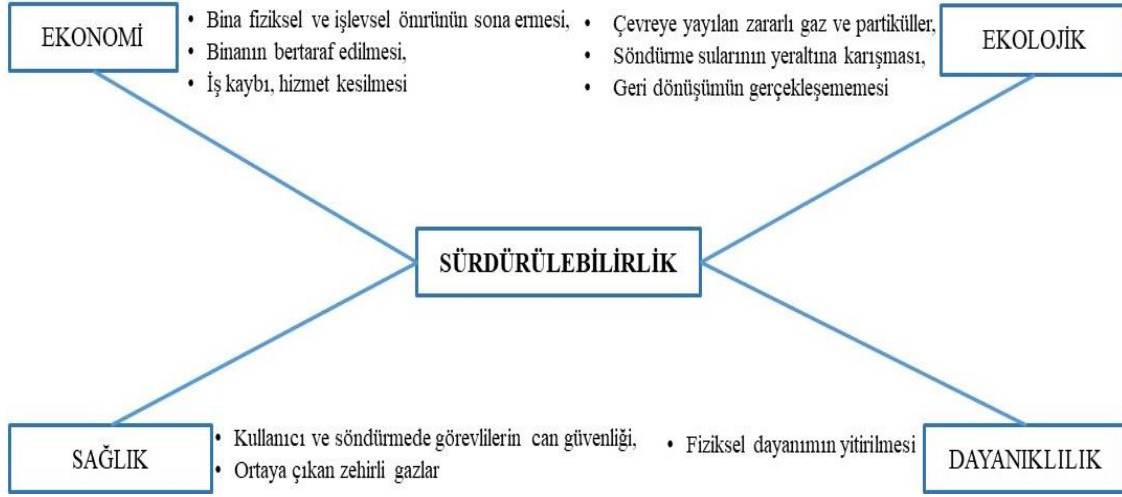 EKONOMİ
• Bina fiziksel ve işlevsel ömrünün sona ermesi,
• Binanın bertaraf edilmesi,
• İş kaybı, hizmet kesilmesi
• Çevreye yayılan zararlı gaz ve partiküller,
• Söndürme sularının yeraltına karışması,
• Geri dönüşümün gerçekleşememesi
EKOLOJİK
SÜRDÜRÜLEBİLİRLİK
SAĞLIK
• Kullanıcı ve söndürmede görevlilerin can güvenliği,
• Ortaya çıkan zehirli gazlar
• Fiziksel dayanımın yitirilmesi
DAYANIKLILIK